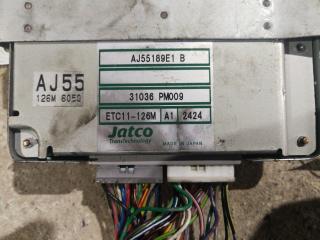 AJ55189E1 B
AJ55
126M 6050
31036 PM009
ETC11-126M A1 2424
Jatco
TransTechnology
MADE IN JAPAN